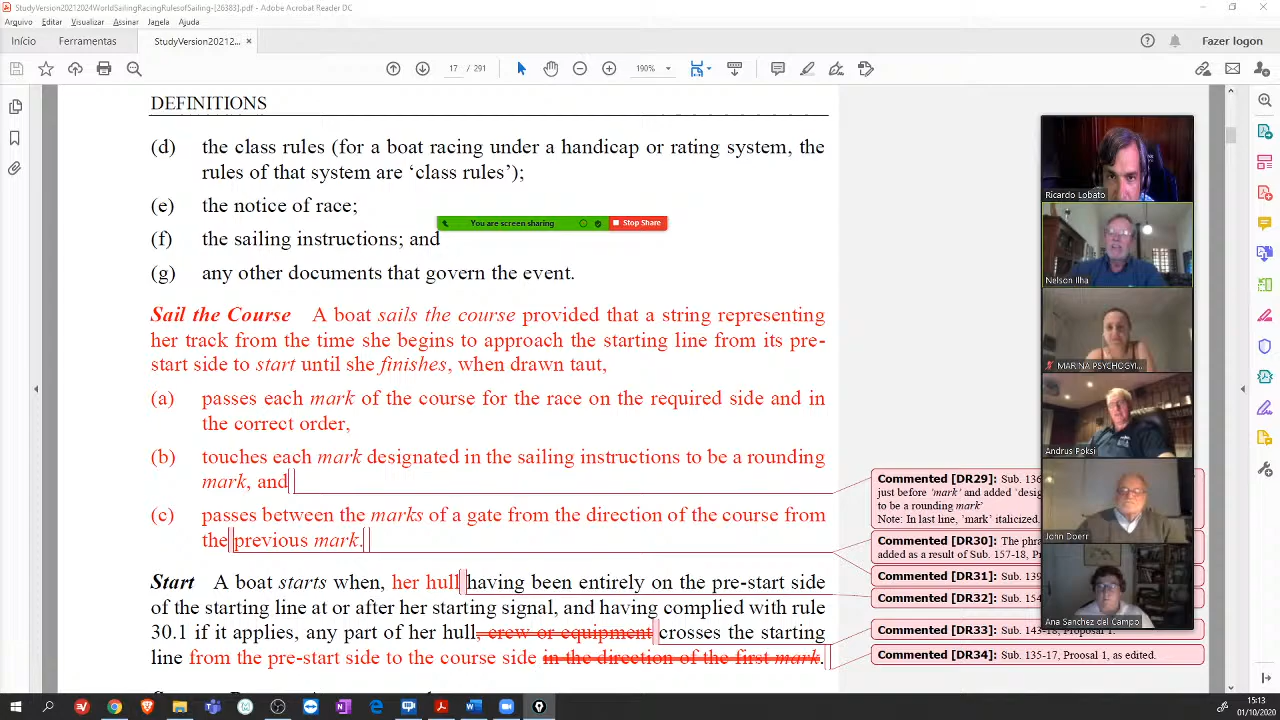 StudyVersion20212024WorldSailingRacingRulesofSailing-[26383].pdf - Adobe Acrobat Reader DC
Arquivo Editar Visualizar Assinar Janela Ajuda
Início Ferramentas StudyVersion20212... × Fazer logon
17 / 291 190%
DEFINITIONS
(d) the class rules (for a boat racing under a handicap or rating system, the
rules of that system are ‘class rules’);
(e) the notice of race;
You are screen sharing Stop Share
(f) the sailing instructions; and
(g) any other documents that govern the event.
Sail the Course A boat sails the course provided that a string representing
her track from the time she begins to approach the starting line from its pre-
start side to start until she finishes, when drawn taut,
(a) passes each mark of the course for the race on the required side and in
the correct order,
(b) touches each mark designated in the sailing instructions to be a rounding
mark, and
(c) passes between the marks of a gate from the direction of the course from
the previous mark.
Start A boat starts when, her hull having been entirely on the pre-start side
of the starting line at or after her starting signal, and having complied with rule
30.1 if it applies, any part of her hull, crew or equipment crosses the starting
line from the pre-start side to the course side in the direction of the first mark.
Commented [DR29]: Sub. 136
just before ‘mark’ and added ‘desig
to be a rounding mark’
Note: In last line, ‘mark’ italicized.
Commented [DR30]: The phr
added as a result of Sub. 157-18, P
Commented [DR31]: Sub. 139
Commented [DR32]: Sub. 154
Commented [DR33]: Sub. 143-18, Proposal 1.
Commented [DR34]: Sub. 135-17, Proosal 1, as edited.
Ricardo Lobato
Nelson Ilha
MARINA PSYCHOGYI...
Andrus Poksi
John Doerr
Ana Sanchez del Campo
15:13
01/10/2020